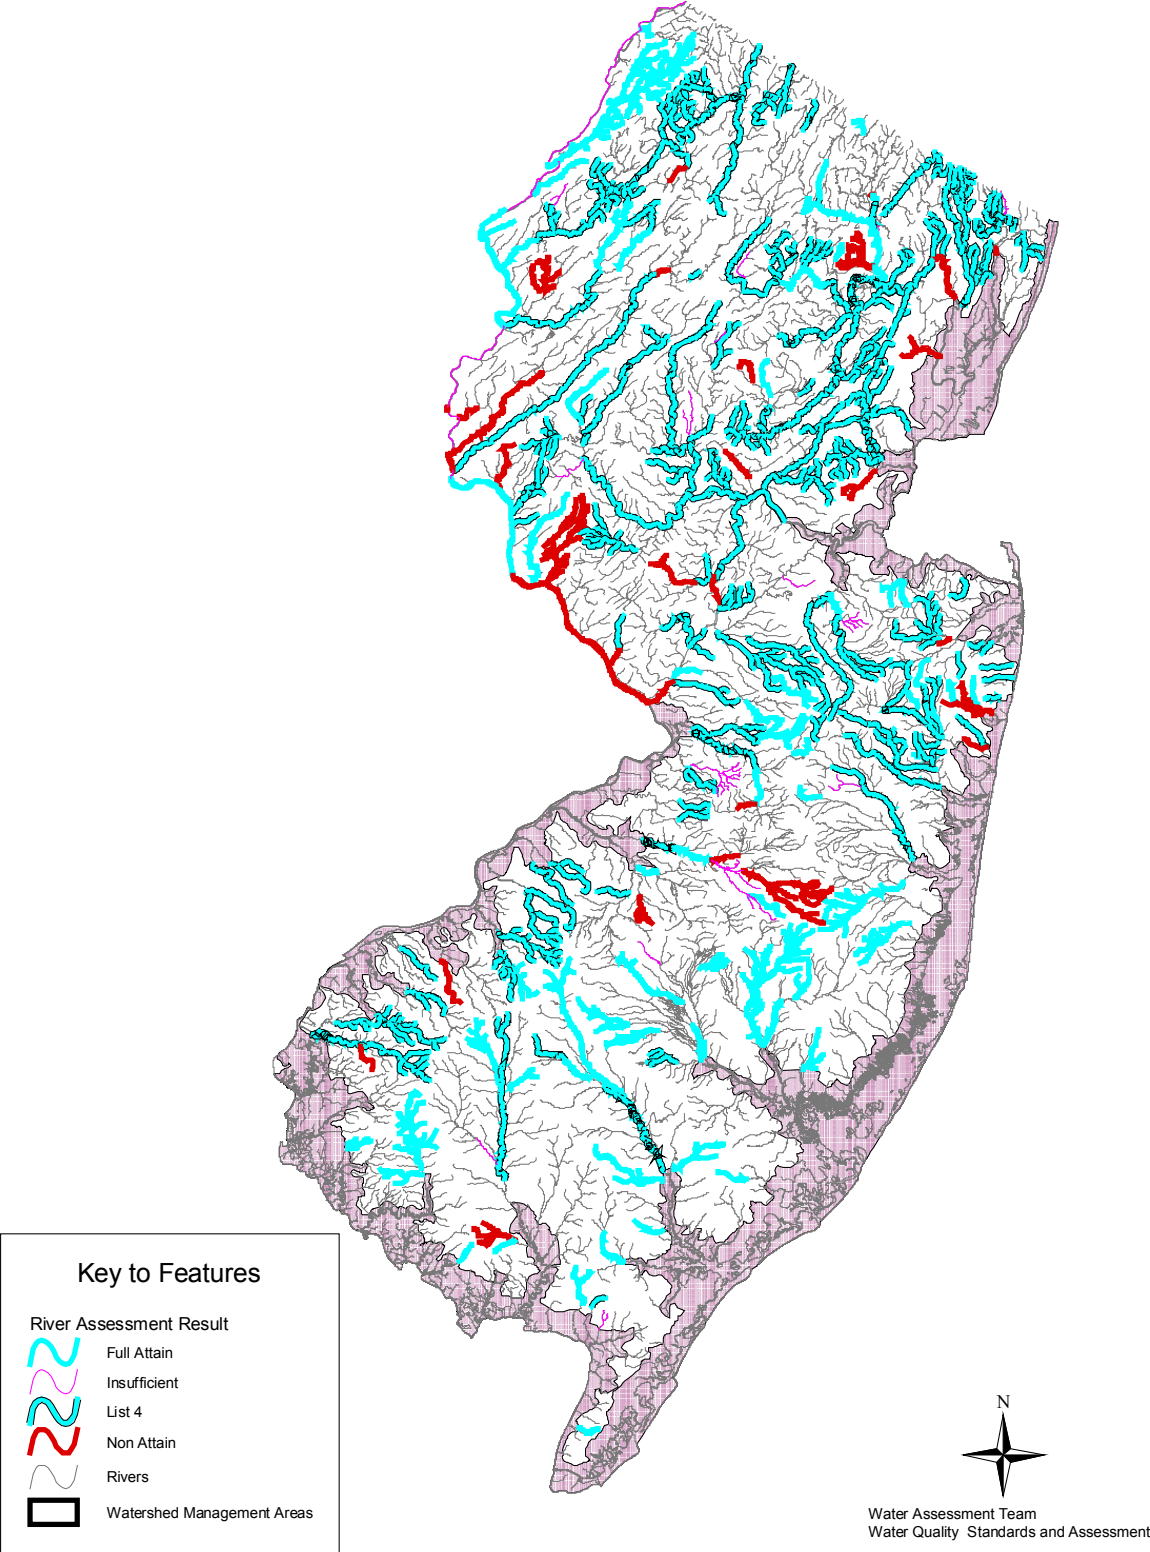 Key to Features
River Assessment Result
Full Attain
Insufficient
List 4
Non Attain
Rivers
Watershed Management Areas
N
Water Assessment Team
Water Quality Standards and Assessment